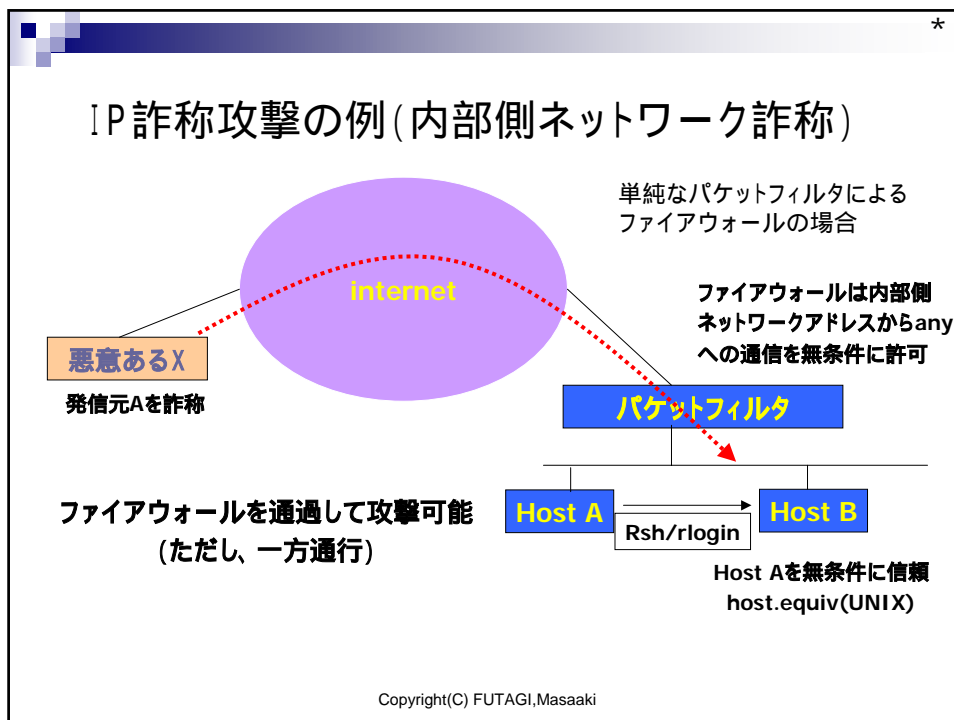 *
IP詐称攻撃の例(内部側ネットワーク詐称)
単純なパケットフィルタによる
ファイアウォールの場合
internet
ファイアウォールは内部側
ネットワークアドレスからany
への通信を無条件に許可
悪意あるX
発信元Aを詐称
パケットフィルタ
ファイアウォールを通過して攻撃可能
(ただし、一方通行)
Host A
Rsh/rlogin
Host B
Host Aを無条件に信頼
host.equiv(UNIX)
Copyright(C) FUTAGI,Masaaki